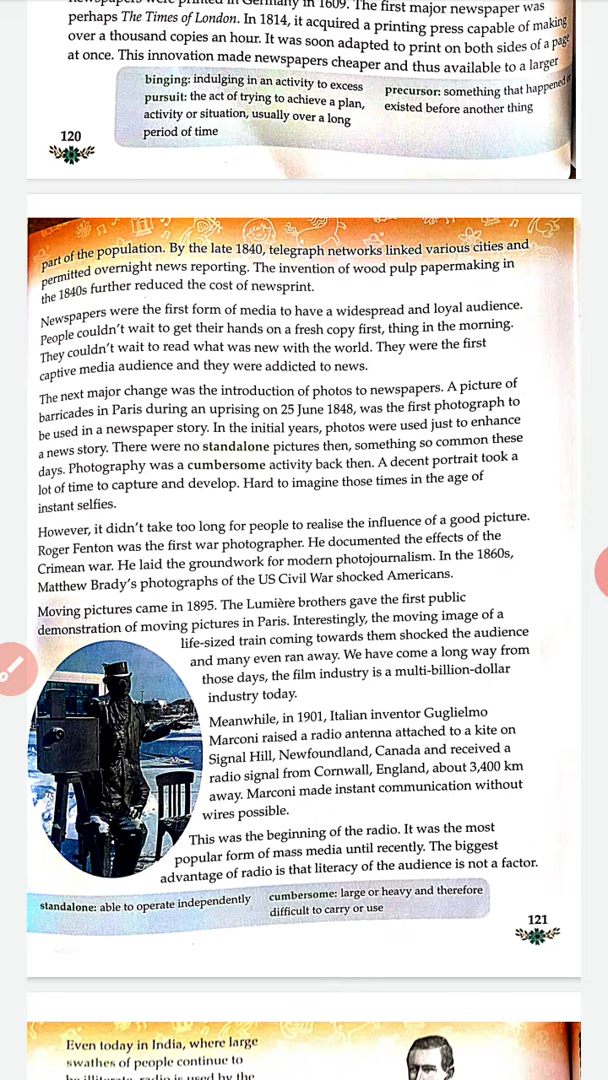 newspapers were printed in Germany in 1609. The first major newspaper was
perhaps The Times of London. In 1814, it acquired a printing press capable of making
over a thousand copies an hour. It was soon adapted to print on both sides of a page
at once. This innovation made newspapers cheaper and thus available to a larger
binging: indulging in an activity to excess
pursuit: the act of trying to achieve a plan,
activity or situation, usually over a long
period of time
precursor: something that happened or
existed before another thing
120
part of the population. By the late 1840, telegraph networks linked various cities and
permitted overnight news reporting. The invention of wood pulp papermaking in
the 1840s further reduced the cost of newsprint.
Newspapers were the first form of media to have a widespread and loyal audience.
People couldn't wait to get their hands on a fresh copy first, thing in the morning.
They couldn't wait to read what was new with the world. They were the first
captive media audience and they were addicted to news.
The next major change was the introduction of photos to newspapers. A picture of
barricades in Paris during an uprising on 25 June 1848, was the first photograph to
be used in a newspaper story. In the initial years, photos were used just to enhance
a news story. There were no standalone pictures then, something so common these
days. Photography was a cumbersome activity back then. A decent portrait took a
lot of time to capture and develop. Hard to imagine those times in the age of
instant selfies.
However, it didn't take too long for people to realise the influence of a good picture.
Roger Fenton was the first war photographer. He documented the effects of the
Crimean war. He laid the groundwork for modern photojournalism. In the 1860s,
Matthew Brady's photographs of the US Civil War shocked Americans.
Moving pictures came in 1895. The Lumière brothers gave the first public
demonstration of moving pictures in Paris. Interestingly, the moving image of a
life-sized train coming towards them shocked the audience
and many even ran away. We have come a long way from
those days, the film industry is a multi-billion-dollar
industry today.
Meanwhile, in 1901, Italian inventor Guglielmo
Marconi raised a radio antenna attached to a kite on
Signal Hill, Newfoundland, Canada and received a
radio signal from Cornwall, England, about 3,400 km
away. Marconi made instant communication without
wires possible.
This was the beginning of the radio. It was the most
popular form of mass media until recently. The biggest
advantage of radio is that literacy of the audience is not a factor.
standalone: able to operate independently
cumbersome: large or heavy and therefore
difficult to carry or use
121
Even today in India, where large
swathes of people continue to
be illiterate, radio is used by the